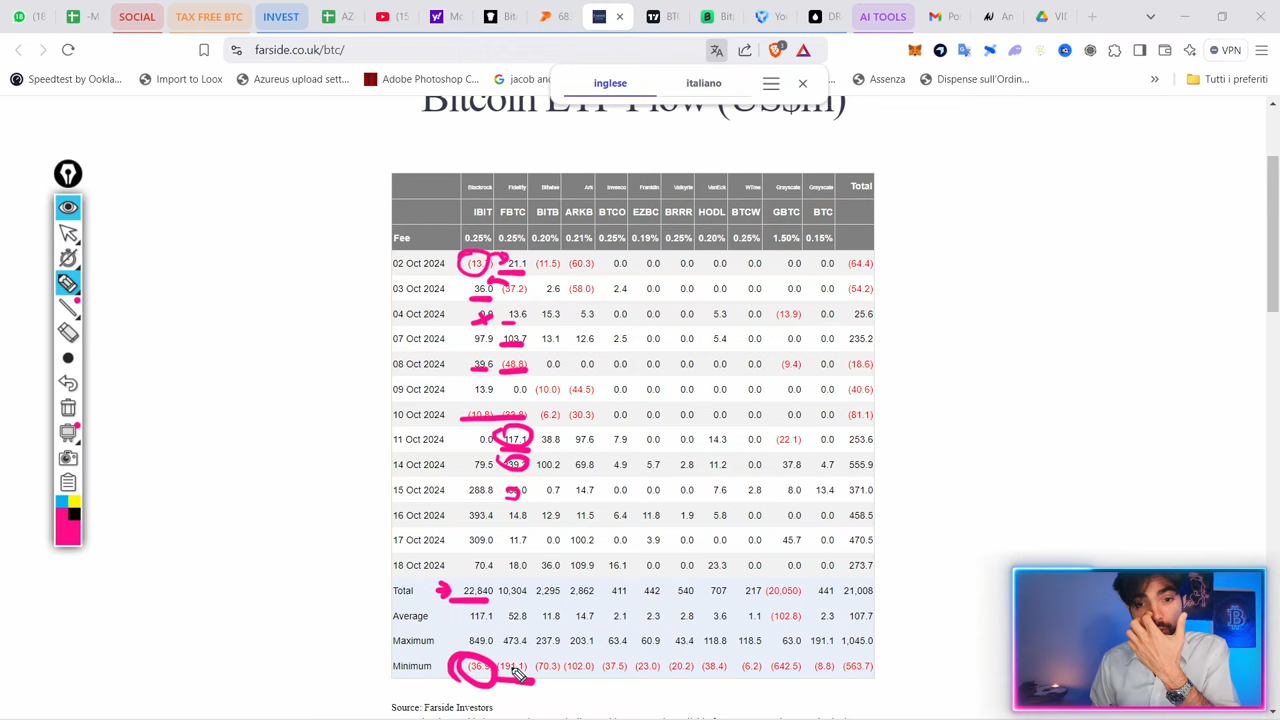 (18
SOCIAL
TAX FREE BTC
INVEST
AZ
(15
Mo
Bit
68.
BTC
Bit
You
DR
AI TOOLS
Po
An
VID
farside.co.uk/btc/
VPN
Speedtest by Ookla...
Import to Loox
Azureus upload sett...
Adobe Photoshop C...
jacob and
Assenza
Dispense sull'Ordin...
Tutti i preferiti
inglese
italiano
Bitcoin ETF Flow (US$m)
Blackrock Fidelity Bitwise Ark Invesco Franklin Valkyrie VanEck WTree Grayscale Grayscale Total
IBIT FBTC BITB ARKB BTCO EZBC BRRR HODL BTCW GBTC BTC
Fee 0.25% 0.25% 0.20% 0.21% 0.25% 0.19% 0.25% 0.20% 0.25% 1.50% 0.15%
02 Oct 2024 21.1 (11.5) (60.3) 0.0 0.0 0.0 0.0 0.0 0.0 0.0 (64.4)
03 Oct 2024 36.0 (37.2) 2.6 (58.0) 2.4 0.0 0.0 0.0 0.0 0.0 0.0 (54.2)
04 Oct 2024 13.6 15.3 5.3 0.0 0.0 0.0 5.3 0.0 (13.9) 0.0 25.6
07 Oct 2024 97.9 103.7 13.1 12.6 2.5 0.0 0.0 5.4 0.0 0.0 0.0 235.2
08 Oct 2024 39.6 (48.8) 0.0 0.0 0.0 0.0 0.0 0.0 0.0 (9.4) 0.0 (18.6)
09 Oct 2024 13.9 0.0 (10.0) (44.5) 0.0 0.0 0.0 0.0 0.0 0.0 0.0 (40.6)
10 Oct 2024 (10.8) (33.8) (6.2) (30.3) 0.0 0.0 0.0 0.0 0.0 0.0 0.0 (81.1)
11 Oct 2024 0.0 117.1 38.8 97.6 7.9 0.0 0.0 14.3 0.0 (22.1) 0.0 253.6
14 Oct 2024 79.5 100.2 69.8 4.9 5.7 2.8 11.2 0.0 37.8 4.7 555.9
15 Oct 2024 288.8 0.7 14.7 0.0 0.0 0.0 7.6 2.8 8.0 13.4 371.0
16 Oct 2024 393.4 14.8 12.9 11.5 6.4 11.8 1.9 5.8 0.0 0.0 0.0 458.5
17 Oct 2024 309.0 11.7 0.0 100.2 0.0 3.9 0.0 0.0 0.0 45.7 0.0 470.5
18 Oct 2024 70.4 18.0 36.0 109.9 16.1 0.0 0.0 23.3 0.0 0.0 0.0 273.7
Total 22,840 10,304 2,295 2,862 411 442 540 707 217 (20,050) 441 21,008
Average 117.1 52.8 11.8 14.7 2.1 2.3 2.8 3.6 1.1 (102.8) 2.3 107.7
Maximum 849.0 473.4 237.9 203.1 63.4 60.9 43.4 118.8 118.5 63.0 191.1 1,045.0
Minimum (36.9) (191.1) (70.3) (102.0) (37.5) (23.0) (20.2) (38.4) (6.2) (642.5) (8.8) (563.7)
Source: Farside Investors